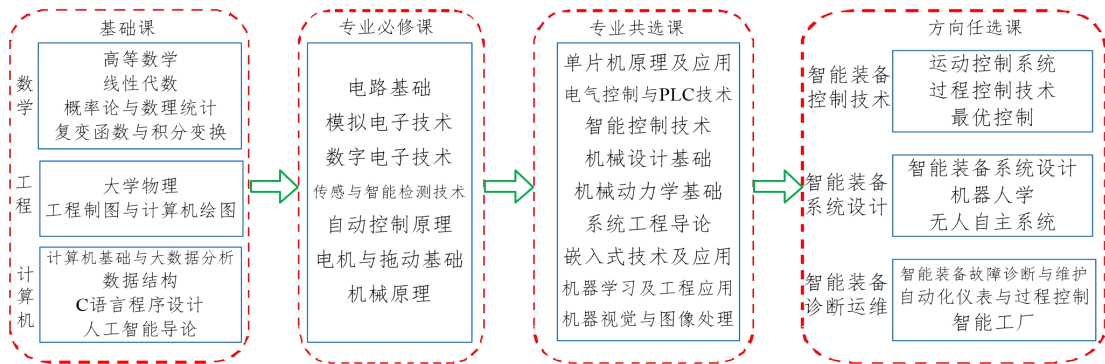 基础课
数学
高等数学
线性代数
概率论与数理统计
复变函数与积分变换
工程
大学物理
工程制图与计算机绘图
计算机
计算机基础与大数据分析
数据结构
C语言程序设计
人工智能导论
专业必修课
电路基础
模拟电子技术
数字电子技术
传感与智能检测技术
自动控制原理
电机与拖动基础
机械原理
专业共选课
单片机原理及应用
电气控制与PLC技术
智能控制技术
机械设计基础
机械动力学基础
系统工程导论
嵌入式技术及应用
机器学习及工程应用
机器视觉与图像处理
方向任选课
智能装备
控制技术
运动控制系统
过程控制技术
最优控制
智能装备
系统设计
智能装备系统设计
机器人学
无人自主系统
智能装备
诊断运维
智能装备故障诊断与维护
自动化仪表与过程控制
智能工厂